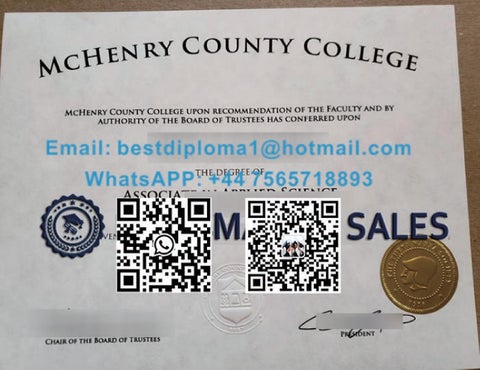 MCHENRY COUNTY COLLEGE
MCHENRY COUNTY COLLEGE UPON RECOMMENDATION OF THE FACULTY AND BY
AUTHORITY OF THE BOARD OF TRUSTEES HAS CONFERRED UPON
Email: bestdiploma1@hotmail.com
THE DEGREE OF
WhatsAPP: +44 7565718893
ASSOCIATE IN APPLIED SCIENCE
SALES
CHAIR OF THE BOARD OF TRUSTEES
PRESIDENT